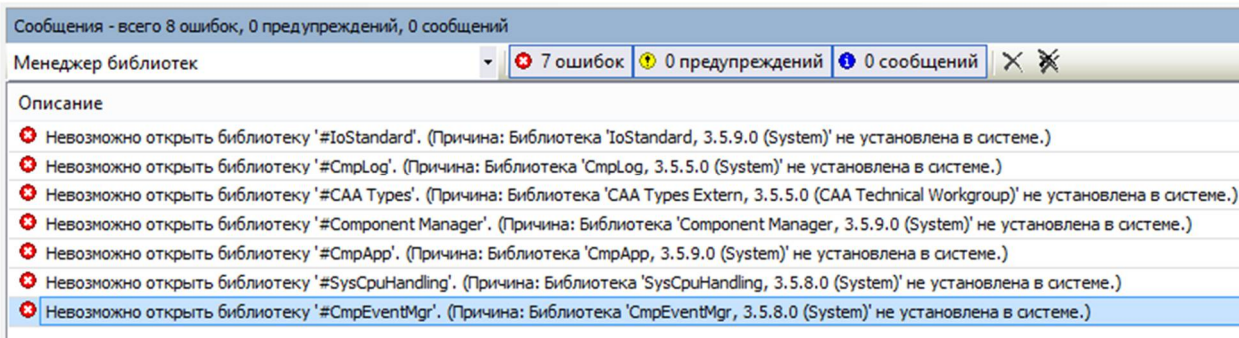 Сообщения - всего 8 ошибок, 0 предупреждений, 0 сообщений
Менеджер библиотек 7 ошибок 0 предупреждений 0 сообщений
Описание
Невозможно открыть библиотеку '#IoStandard'. (Причина: Библиотека 'IoStandard, 3.5.9.0 (System)' не установлена в системе.)
Невозможно открыть библиотеку '#CmpLog'. (Причина: Библиотека 'CmpLog, 3.5.5.0 (System)' не установлена в системе.)
Невозможно открыть библиотеку '#CAA Types'. (Причина: Библиотека 'CAA Types Extern, 3.5.5.0 (CAA Technical Workgroup)' не установлена в системе.)
Невозможно открыть библиотеку '#Component Manager'. (Причина: Библиотека 'Component Manager, 3.5.9.0 (System)' не установлена в системе.)
Невозможно открыть библиотеку '#CmpApp'. (Причина: Библиотека 'CmpApp, 3.5.9.0 (System)' не установлена в системе.)
Невозможно открыть библиотеку '#SysCpuHandling'. (Причина: Библиотека 'SysCpuHandling, 3.5.8.0 (System)' не установлена в системе.)
Невозможно открыть библиотеку '#CmpEventMgr'. (Причина: Библиотека 'CmpEventMgr, 3.5.8.0 (System)' не установлена в системе.)